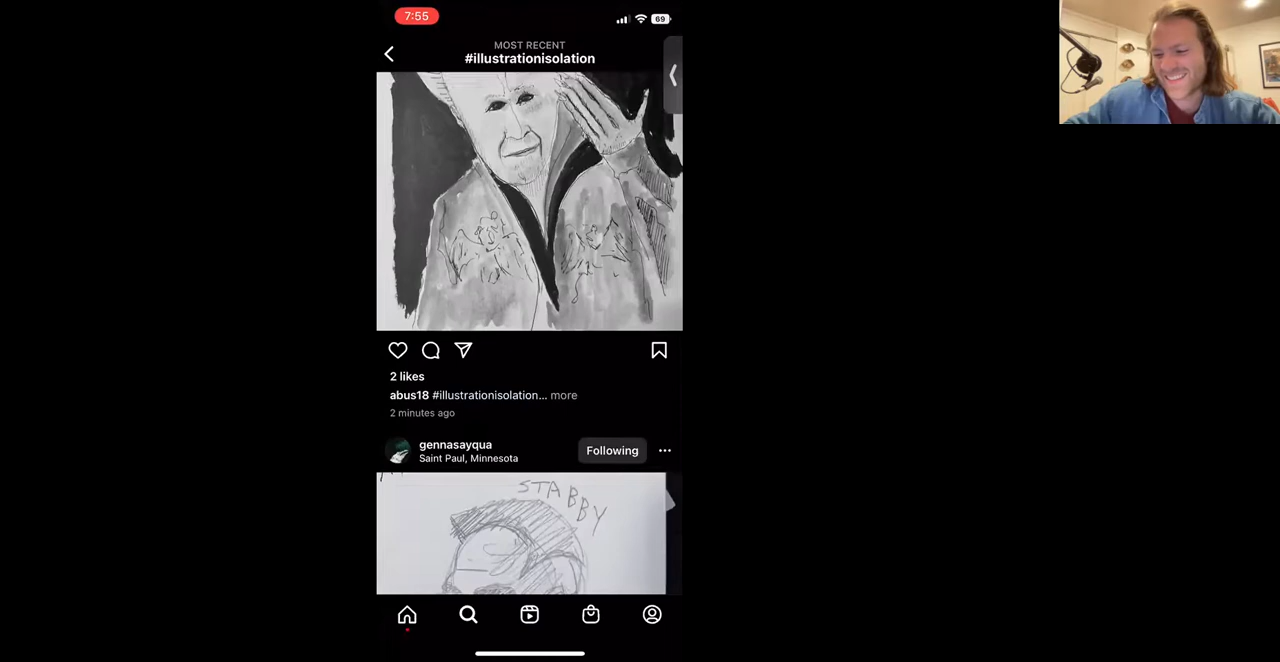 7:55
69
MOST RECENT
#illustrationisolation
2 likes
abus18 #illustrationisolation... more
2 minutes ago
gennasayqua
Following
Saint Paul, Minnesota
STABBY